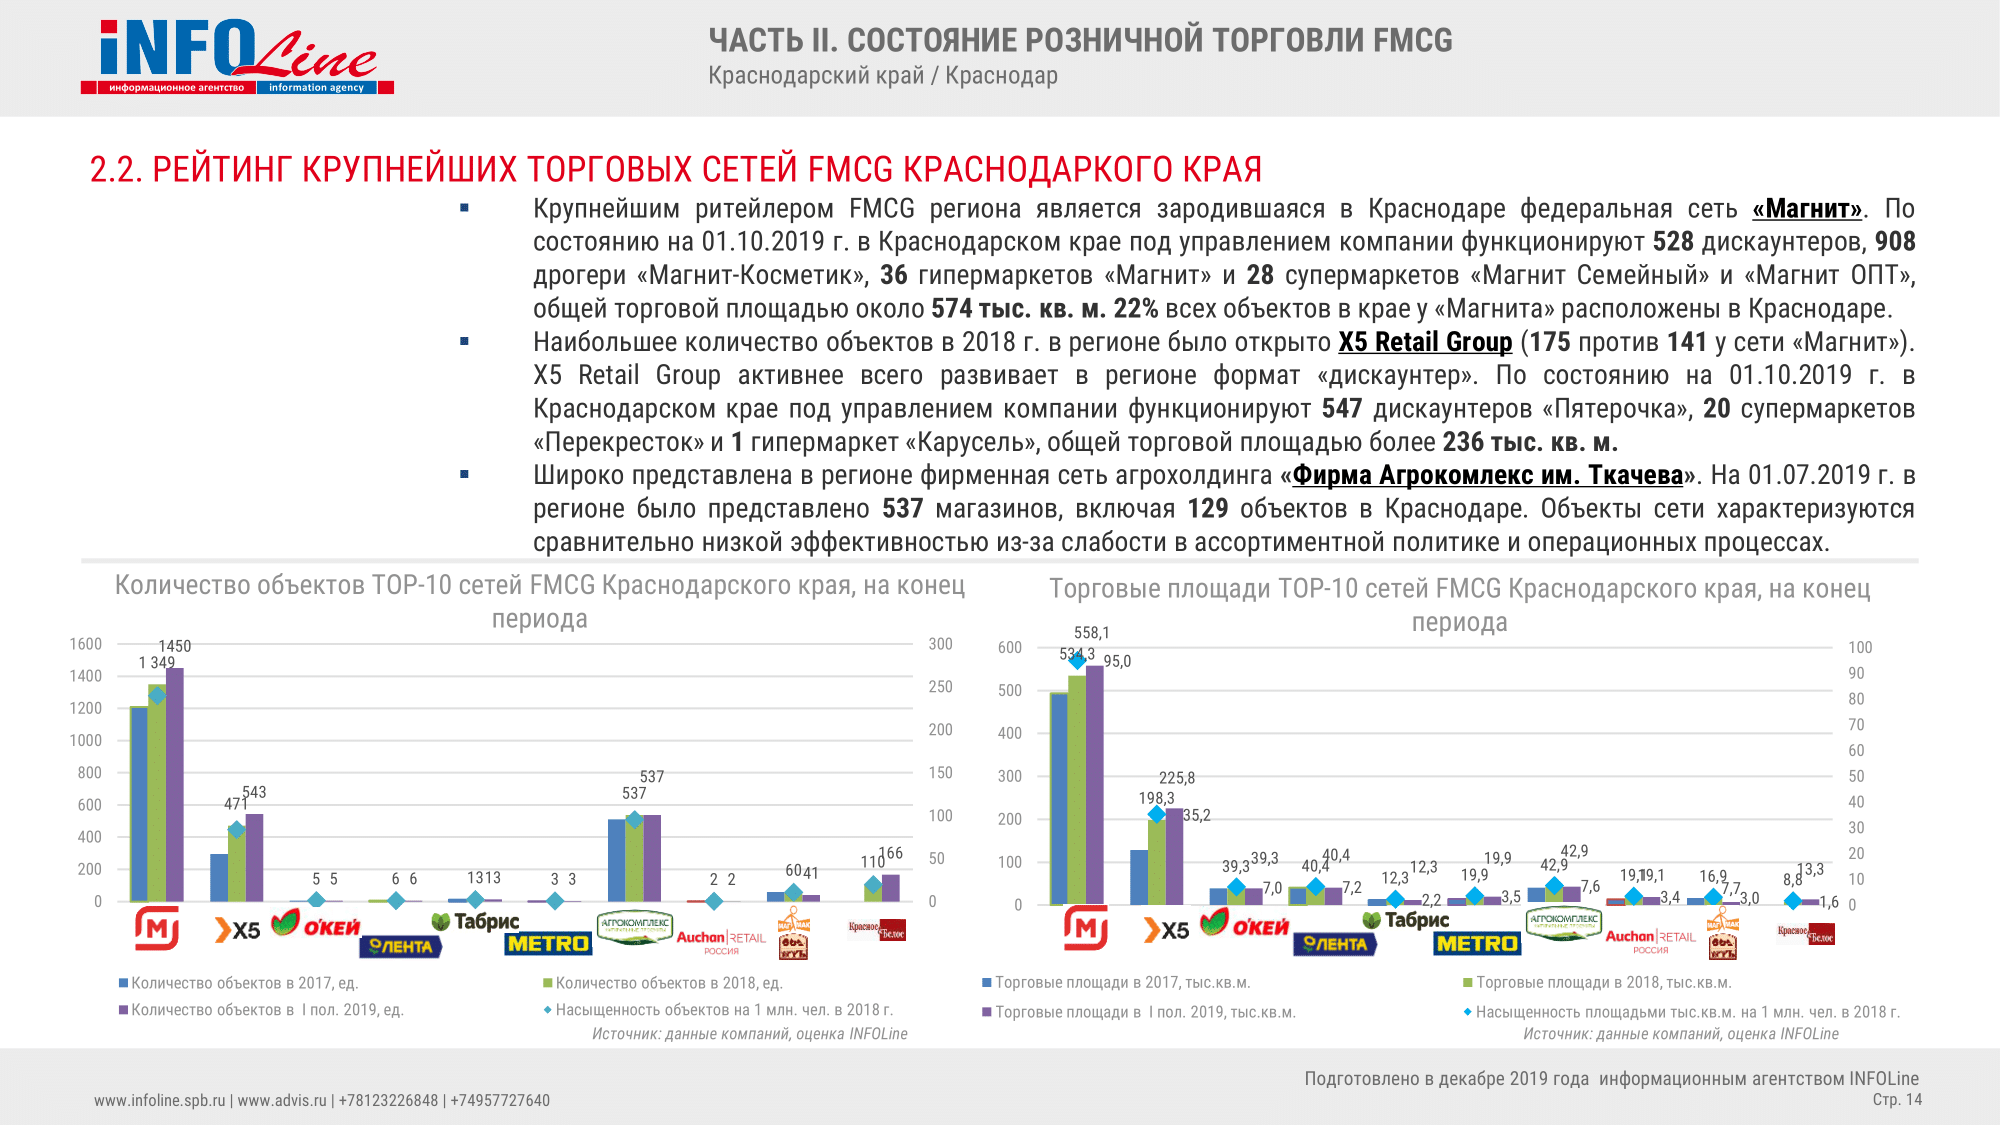 iNFO Line
информационное агентство information agency
ЧАСТЬ II. СОСТОЯНИЕ РОЗНИЧНОЙ ТОРГОВЛИ FMCG
Краснодарский край / Краснодар
2.2. РЕЙТИНГ КРУПНЕЙШИХ ТОРГОВЫХ СЕТЕЙ FMCG КРАСНОДАРКОГО КРАЯ
▪ Крупнейшим ритейлером FMCG региона является зародившаяся в Краснодаре федеральная сеть «Магнит». По
состоянию на 01.10.2019 г. в Краснодарском крае под управлением компании функционируют 528 дискаунтеров, 908
дрогери «Магнит-Косметик», 36 гипермаркетов «Магнит» и 28 супермаркетов «Магнит Семейный» и «Магнит ОПТ»,
общей торговой площадью около 574 тыс. кв. м. 22% всех объектов в крае у «Магнита» расположены в Краснодаре.
▪ Наибольшее количество объектов в 2018 г. в регионе было открыто X5 Retail Group (175 против 141 у сети «Магнит»).
X5 Retail Group активнее всего развивает в регионе формат «дискаунтер». По состоянию на 01.10.2019 г. в
Краснодарском крае под управлением компании функционируют 547 дискаунтеров «Пятерочка», 20 супермаркетов
«Перекресток» и 1 гипермаркет «Карусель», общей торговой площадью более 236 тыс. кв. м.
▪ Широко представлена в регионе фирменная сеть агрохолдинга «Фирма Агрокомлекс им. Ткачева». На 01.07.2019 г. в
регионе было представлено 537 магазинов, включая 129 объектов в Краснодаре. Объекты сети характеризуются
сравнительно низкой эффективностью из-за слабости в ассортиментной политике и операционных процессах.
Количество объектов TOP-10 сетей FMCG Краснодарского края, на конец
периода
1600 1400 1200 1000 800 600 400 200 0
300 250 200 150 100 50 0
1 349 1450
471 543
5 5
6 6
13 13
3 3
537 537
2 2
60 41
110 166
X5 О'КЕЙ ЛЕНТА Табрис METRO АГРОКОМПЛЕКС Auchan RETAIL РОССИЯ Красное Белое
Количество объектов в 2017, ед.
Количество объектов в 2018, ед.
Количество объектов в I пол. 2019, ед.
Насыщенность объектов на 1 млн. чел. в 2018 г.
Источник: данные компаний, оценка INFOLine
Торговые площади TOP-10 сетей FMCG Краснодарского края, на конец
периода
600 500 400 300 200 100 0
100 90 80 70 60 50 40 30 20 10 0
534,3 558,1 95,0
198,3 225,8 35,2
39,3 39,3 7,0
40,4 40,4 7,2
12,3 12,3 2,2
19,9 19,9 3,5
42,9 42,9 7,6
19,1 19,1 3,4
16,9 7,7 3,0
8,8 13,3 1,6
X5 О'КЕЙ ЛЕНТА Табрис METRO АГРОКОМПЛЕКС Auchan RETAIL РОССИЯ Красное Белое
Торговые площади в 2017, тыс.кв.м.
Торговые площади в 2018, тыс.кв.м.
Торговые площади в I пол. 2019, тыс.кв.м.
Насыщенность площадьми тыс.кв.м. на 1 млн. чел. в 2018 г.
Источник: данные компаний, оценка INFOLine
Подготовлено в декабре 2019 года информационным агентством INFOLine
www.infoline.spb.ru | www.advis.ru | +78123226848 | +74957727640
Стр. 14